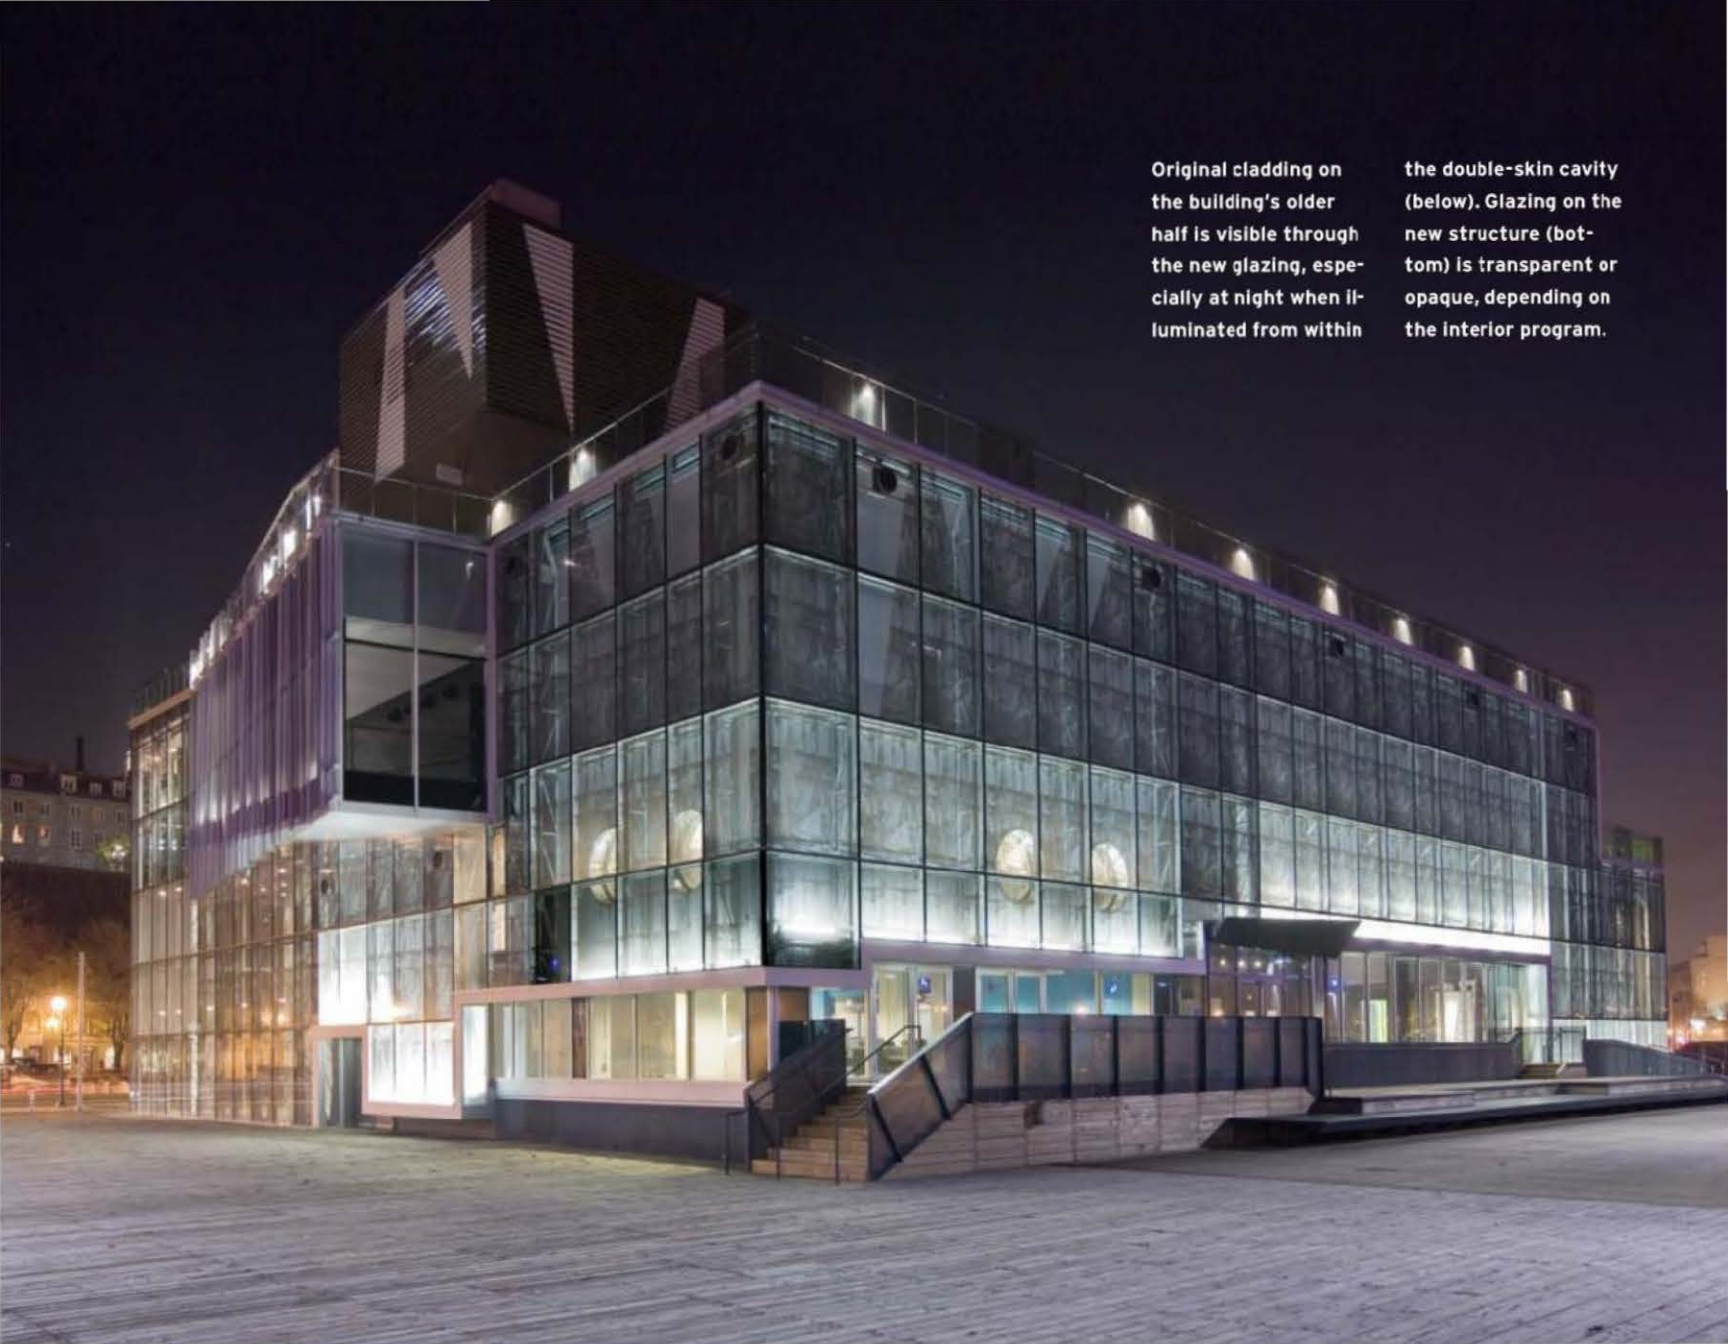 Original cladding on
the building's older
half is visible through
the new glazing, espe-
cially at night when il-
luminated from within
the double-skin cavity
(below). Glazing on the
new structure (bot-
tom) is transparent or
opaque, depending on
the interior program.